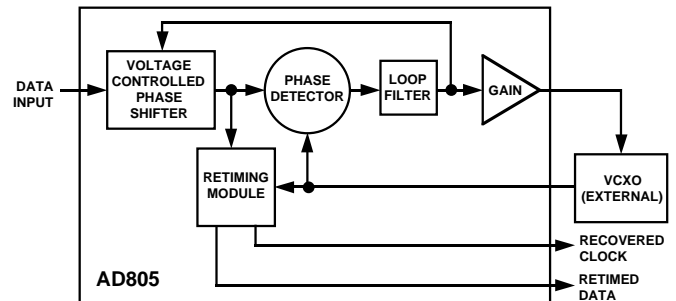 DATA
INPUT
VOLTAGE
CONTROLLED
PHASE
SHIFTER
PHASE
DETECTOR
LOOP
FILTER
GAIN
RETIMING
MODULE
VCXO
(EXTERNAL)
RECOVERED
CLOCK
RETIMED
DATA
AD805